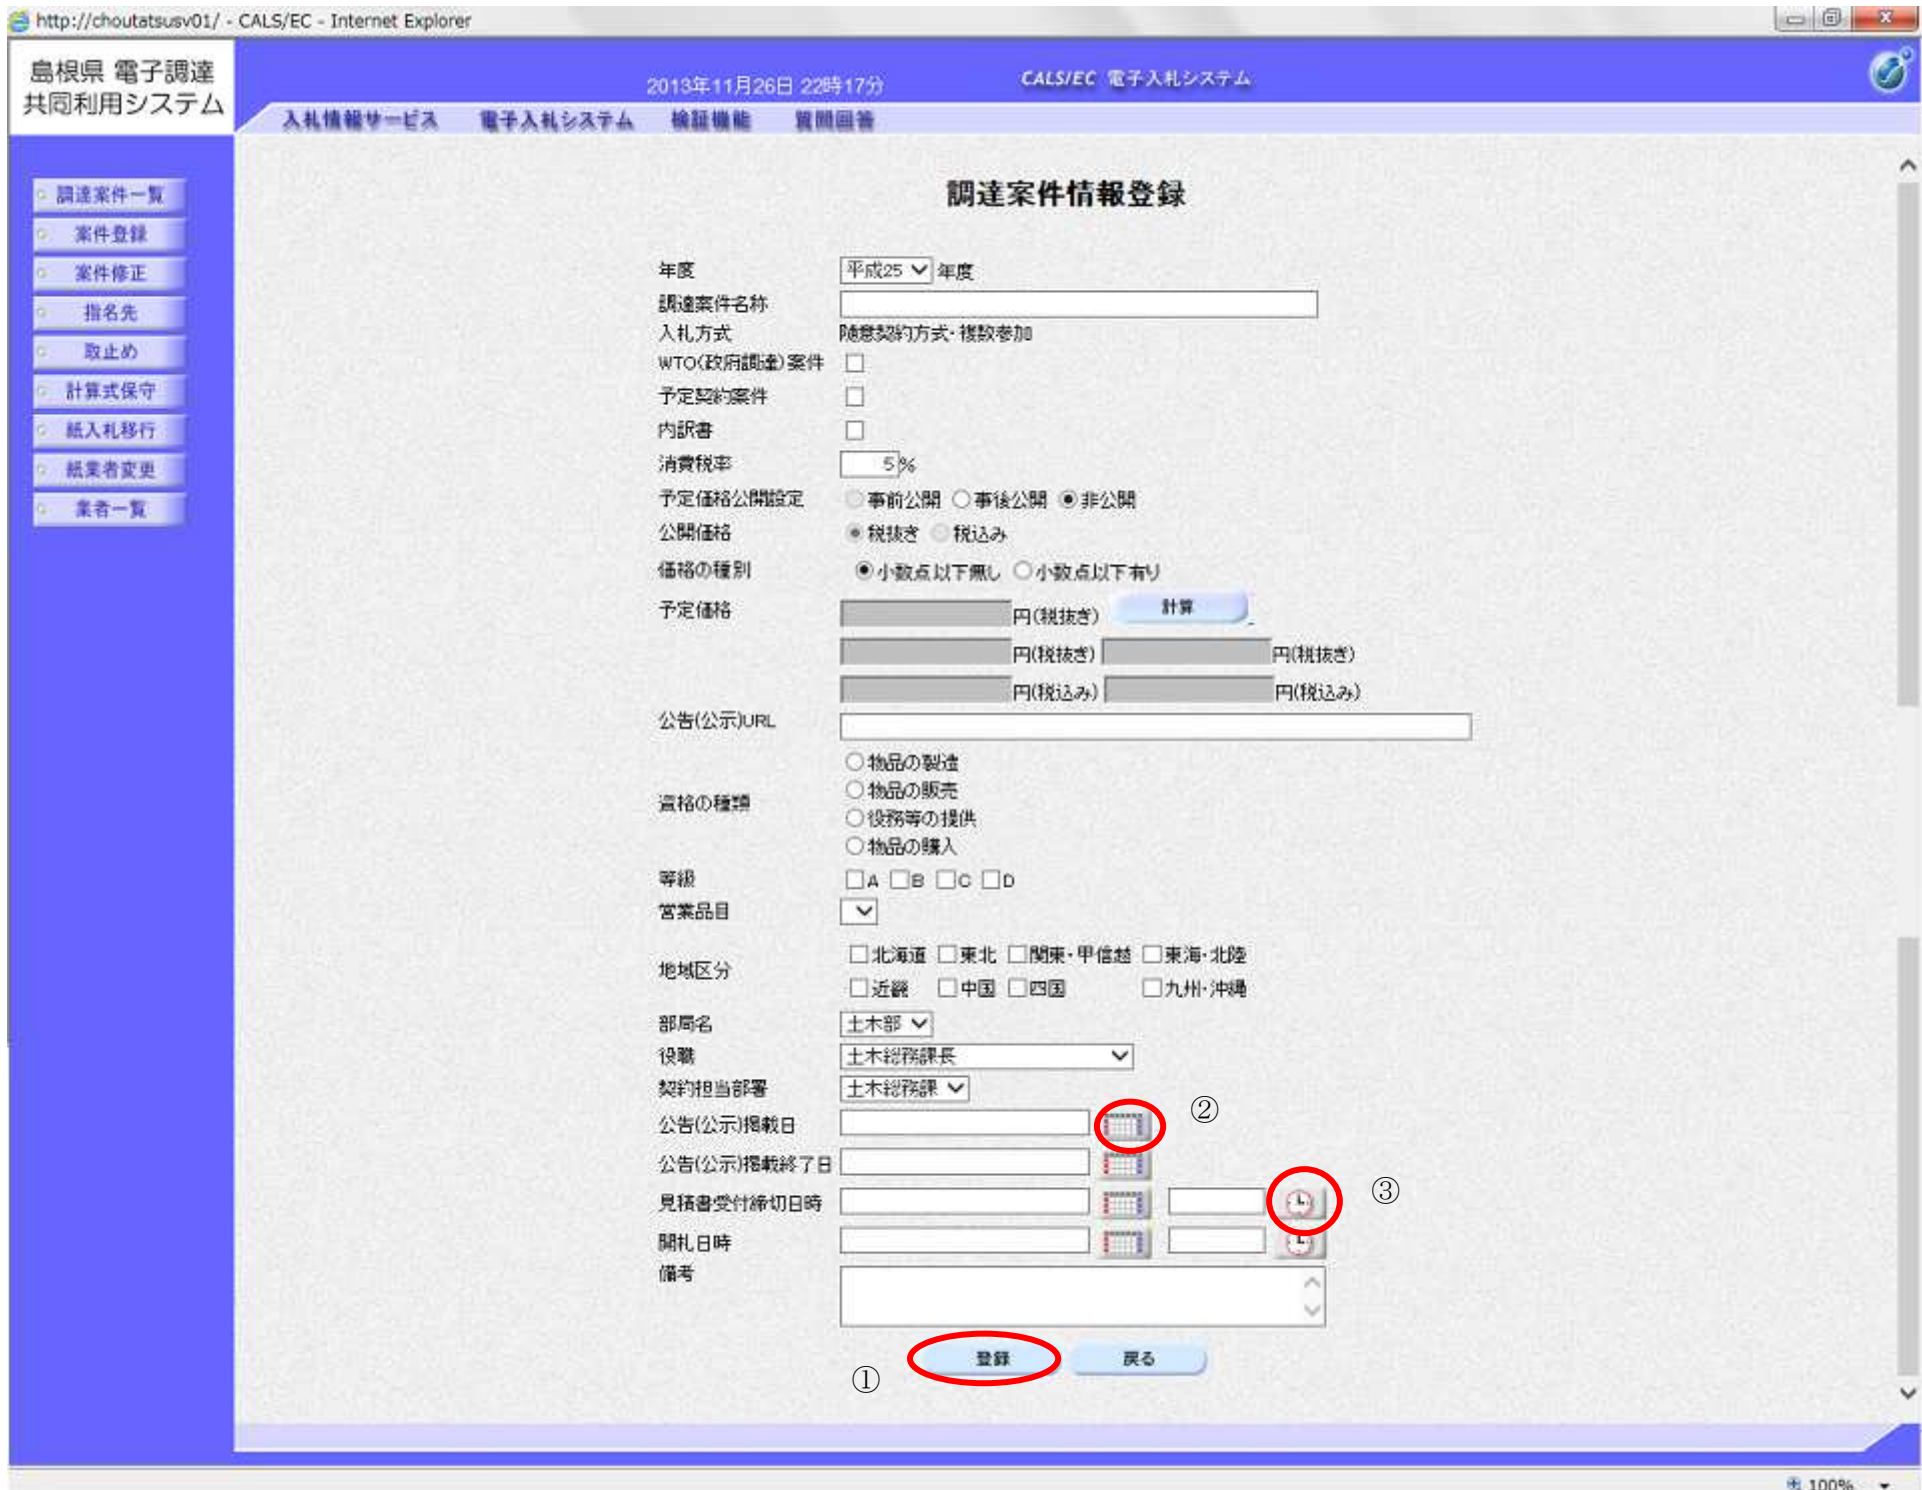 http://choutatsusv01/ - CALS/EC - Internet Explorer
島根県 電子調達
共同利用システム
2013年11月26日 22時17分
CALS/EC 電子入札システム
入札情報サービス 電子入札システム 検証機能 質問回答
調達案件一覧
案件登録
案件修正
指名先
取止め
計算式保守
紙入札移行
紙業者変更
業者一覧
調達案件情報登録
年度 平成25 年度
調達案件名称
入札方式 随意契約方式・複数参加
WTO(政府調達)案件
予定契約案件
内訳書
消費税率 5%
予定価格公開設定 事前公開 事後公開 非公開
公開価格 税抜き 税込み
価格の種別 小数点以下無し 小数点以下有り
予定価格 円(税抜き) 計算
円(税抜き) 円(税抜き)
円(税込み) 円(税込み)
公告(公示)URL
資格の種類
物品の製造
物品の販売
役務等の提供
物品の購入
等級 A B C D
営業品目
地域区分
北海道 東北 関東・甲信越 東海・北陸
近畿 中国 四国 九州・沖縄
部局名 土木部
役職 土木総務課長
契約担当部署 土木総務課
公告(公示)掲載日 ②
公告(公示)掲載終了日
見積書受付締切日時 ③
開札日時
備考
① 登録 戻る
100%